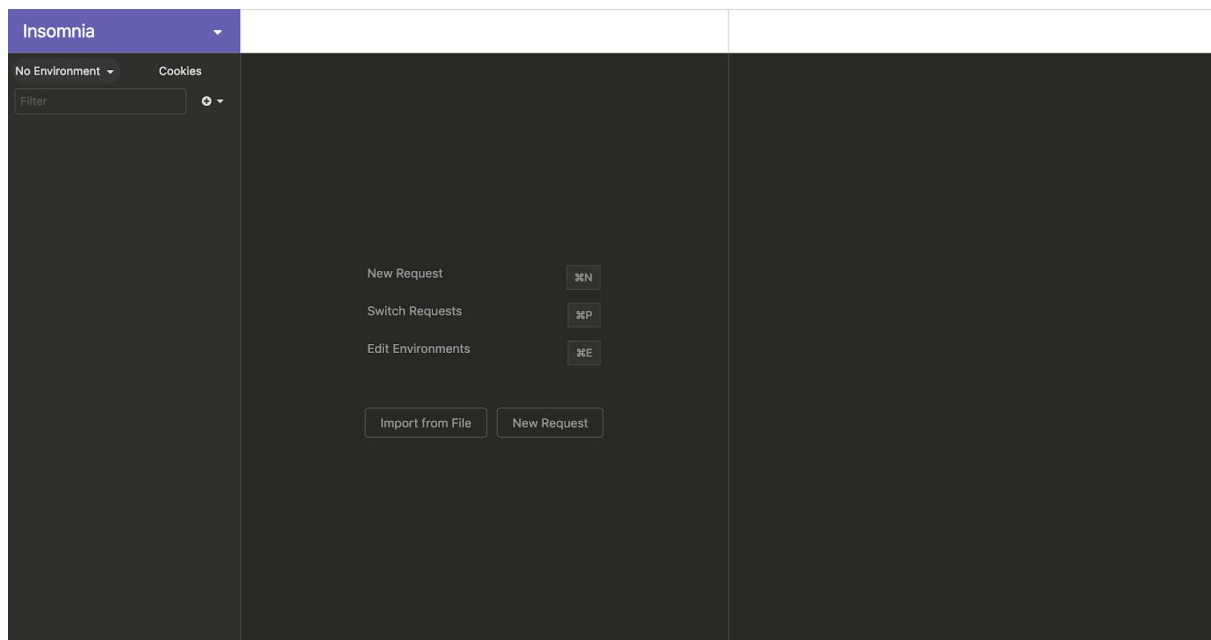 Insomnia
No Environment Cookies
Filter
New Request ⌘N
Switch Requests ⌘P
Edit Environments ⌘E
Import from File New Request